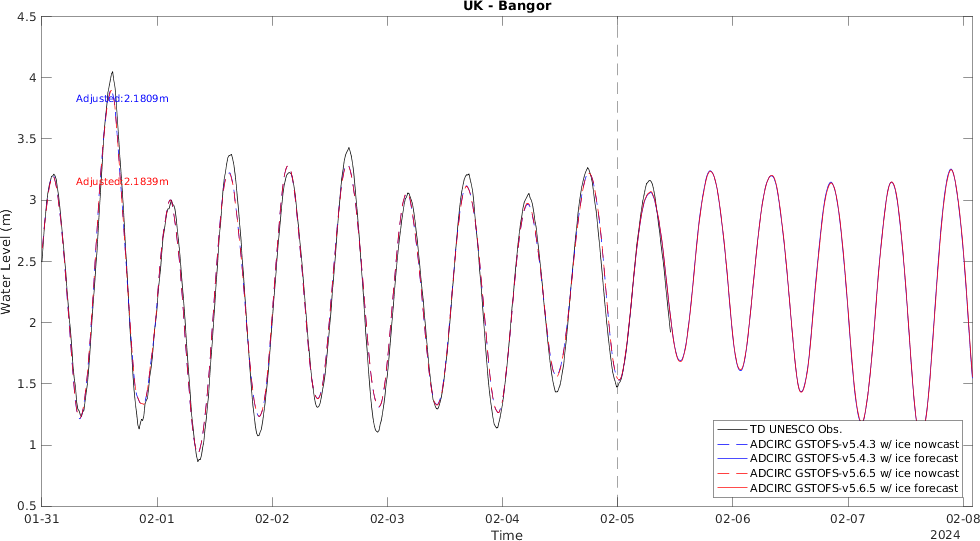 UK - Bangor
4.5
4
3.5
3
2.5
2
1.5
1
0.5
Water Level (m)
Adjusted:2.1809m
Adjusted:2.1839m
TD UNESCO Obs.
ADCIRC GSTOFS-v5.4.3 w/ ice nowcast
ADCIRC GSTOFS-v5.4.3 w/ ice forecast
ADCIRC GSTOFS-v5.6.5 w/ ice nowcast
ADCIRC GSTOFS-v5.6.5 w/ ice forecast
01-31 02-01 02-02 02-03 02-04 02-05 02-06 02-07 02-08
Time
2024